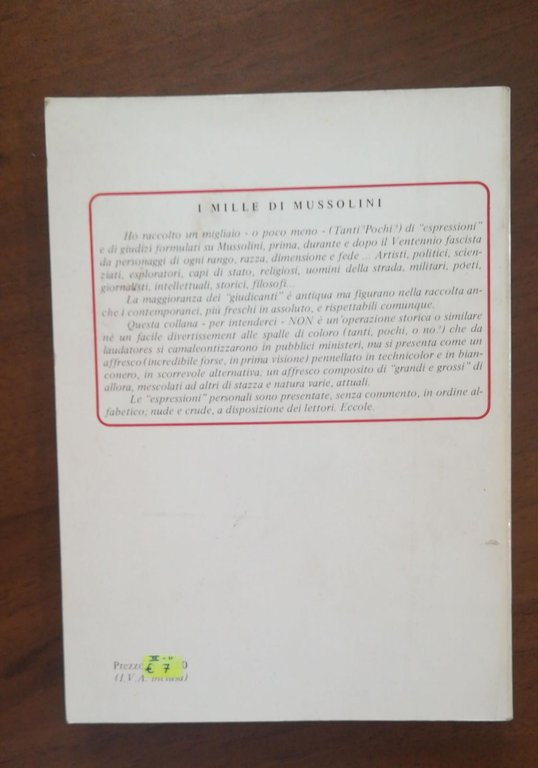 I MILLE DI MUSSOLINI
Ho raccolto un migliaio - o poco meno - (Tanti? Pochi?) di "espressioni"
e di giudizi formulati su Mussolini, prima, durante e dopo il Ventennio fascista
da personaggi di ogni rango, razza, dimensione e fede ... Artisti, politici, scien-
ziati, esploratori, capi di stato, religiosi, uomini della strada, militari, poeti,
giornalisti, intellettuali, storici, filosofi...
La maggioranza dei "giudicanti" è antiqua ma figurano nella raccolta an-
che i contemporanei, più freschi in assoluto, e rispettabili comunque.
Questa collana - per intenderci - NON è un'operazione storica o similare
nè un facile divertissement alle spalle di coloro (tanti, pochi, o no?) che da
laudatores si camaleontizzarono in pubblici ministeri, ma si presenta come un
affresco (incredibile forse, in prima visione) pennellato in technicolor e in bian-
conero, in scorrevole alternativa; un affresco composito di "grandi e grossi" di
allora, mescolati ad altri di stazza e natura varie, attuali.
Le "espressioni" personali sono presentate, senza commento, in ordine al-
fabetico; nude e crude, a disposizione dei lettori. Eccole.
€ 7
(I.V.A. inclusa)